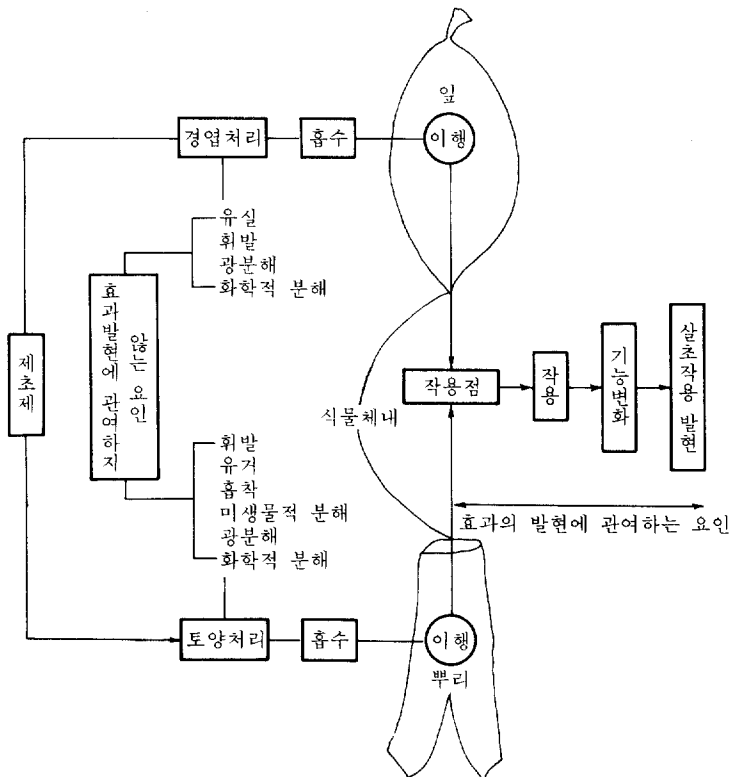 잎
경엽처리
흡수
이행
유실
휘발
광분해
화학적 분해
효과발현에 관여하지
않는 요인
제초제
작용점
작용
기능변화
살초작용 발현
식물체내
휘발
유거
흡착
미생물적 분해
광분해
화학적 분해
효과의 발현에 관여하는 요인
토양처리
흡수
이행
뿌리